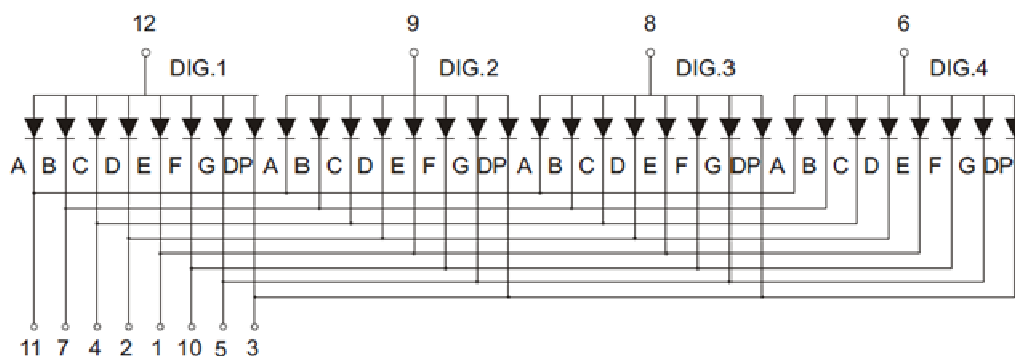 12 9 8 6
DIG.1 DIG.2 DIG.3 DIG.4
A B C D E F G DP A B C D E F G DP A B C D E F G DP A B C D E F G DP
11 7 4 2 1 10 5 3